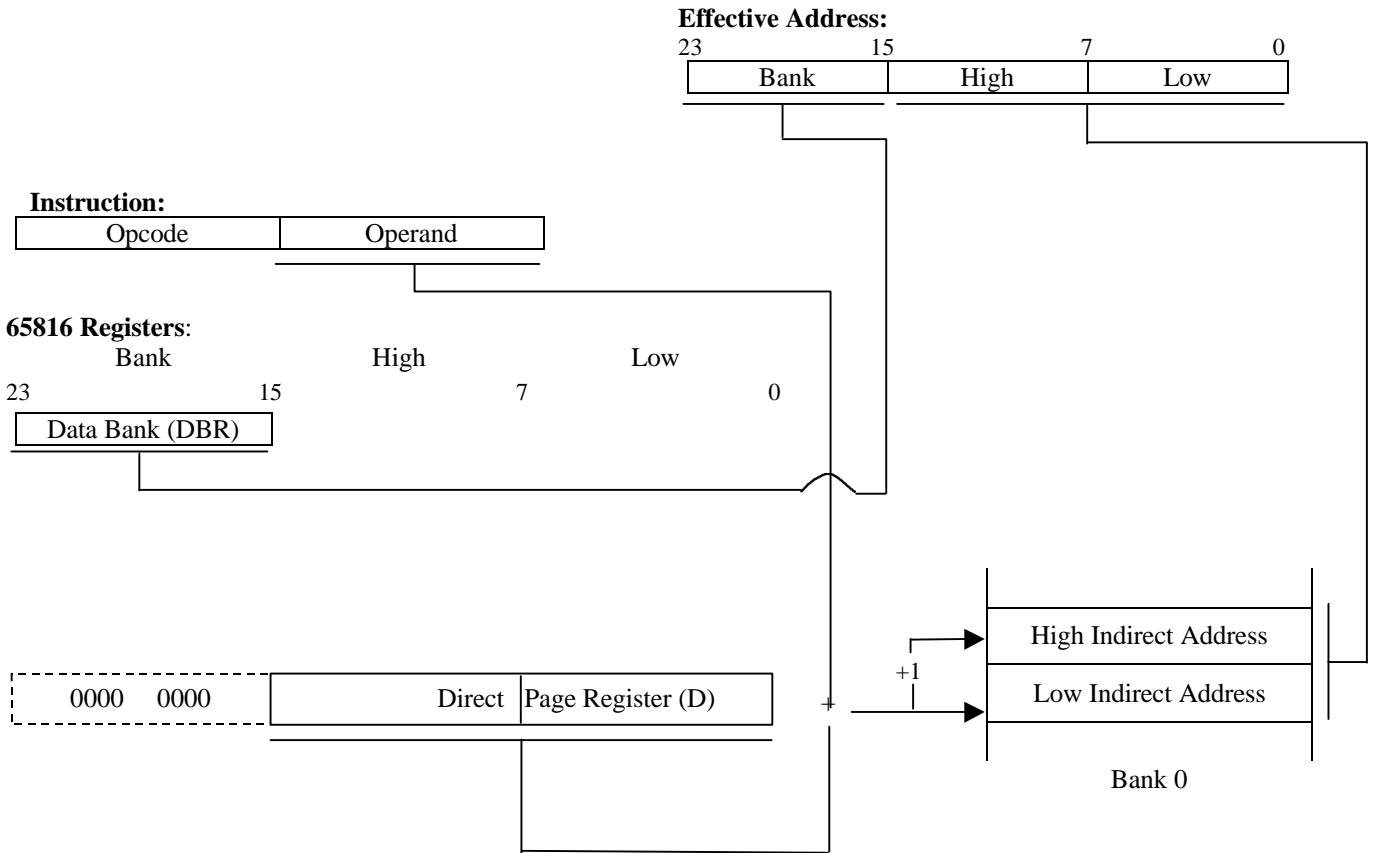 Effective Address:
23 15 7 0
Bank High Low
Instruction:
Opcode Operand
65816 Registers:
Bank High Low
23 15 7 0
Data Bank (DBR)
High Indirect Address
+1
0000 0000 Direct Page Register (D) + Low Indirect Address
Bank 0